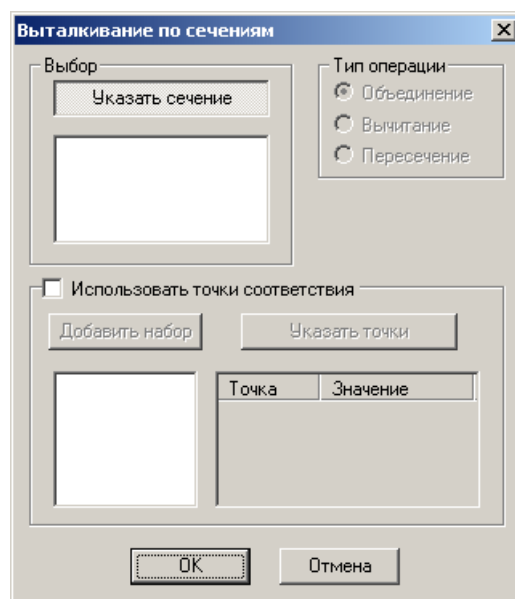 Выталкивание по сечениям
Выбор
Указать сечение
Тип операции
Объединение
Вычитание
Пересечение
Использовать точки соответствия
Добавить набор
Указать точки
Точка Значение
OK
Отмена